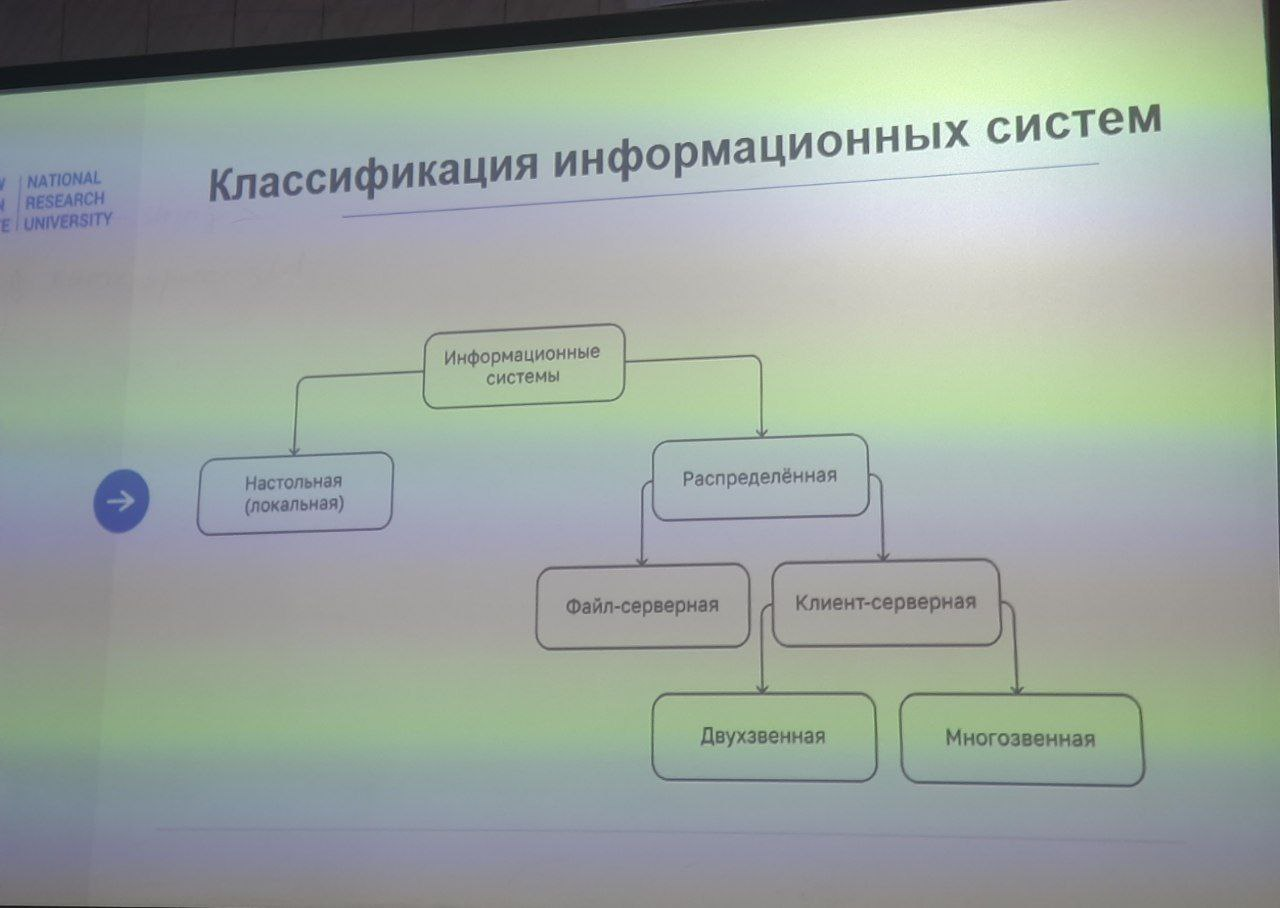 Классификация информационных систем
NATIONAL
RESEARCH
UNIVERSITY
Информационные
системы
Настольная
(локальная)
Распределённая
Файл-серверная
Клиент-серверная
Двухзвенная
Многозвенная